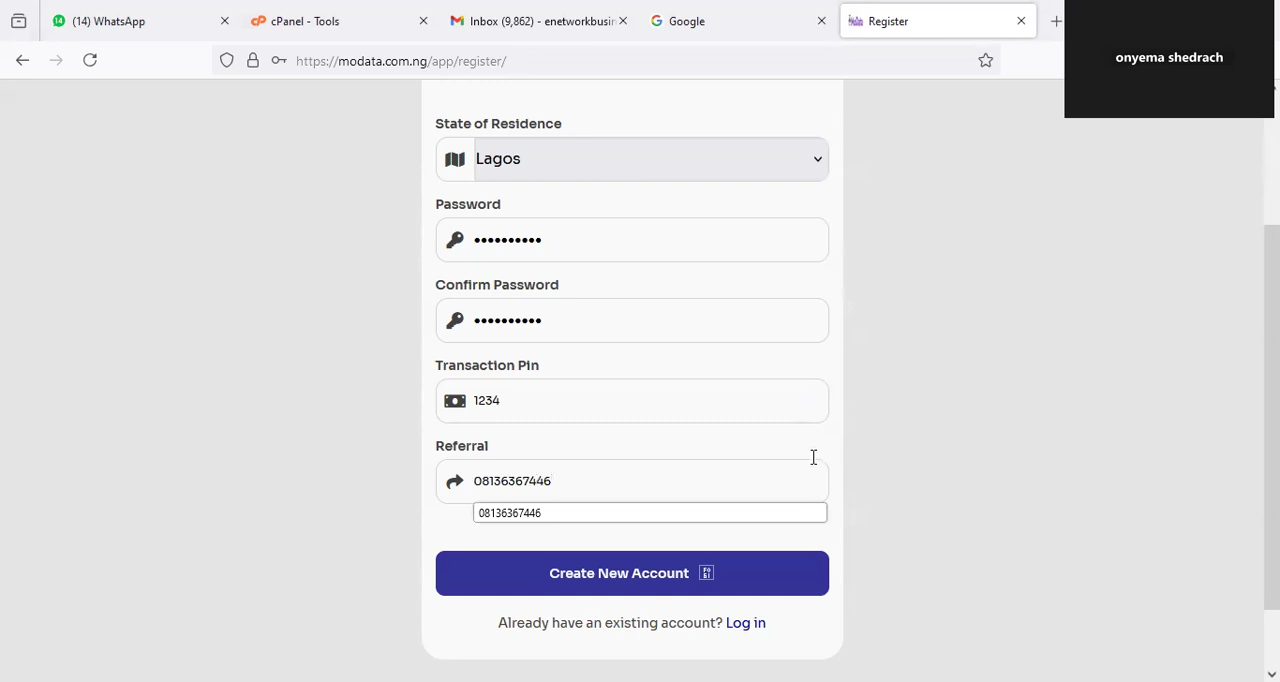 (14) WhatsApp
cPanel - Tools
Inbox (9,862) - enetworkbusin
Google
Register
https://modata.com.ng/app/register/
onyema shedrach
State of Residence
Lagos
Password
••••••••••
Confirm Password
••••••••••
Transaction Pin
1234
Referral
08136367446
08136367446
Create New Account
Already have an existing account? Log in